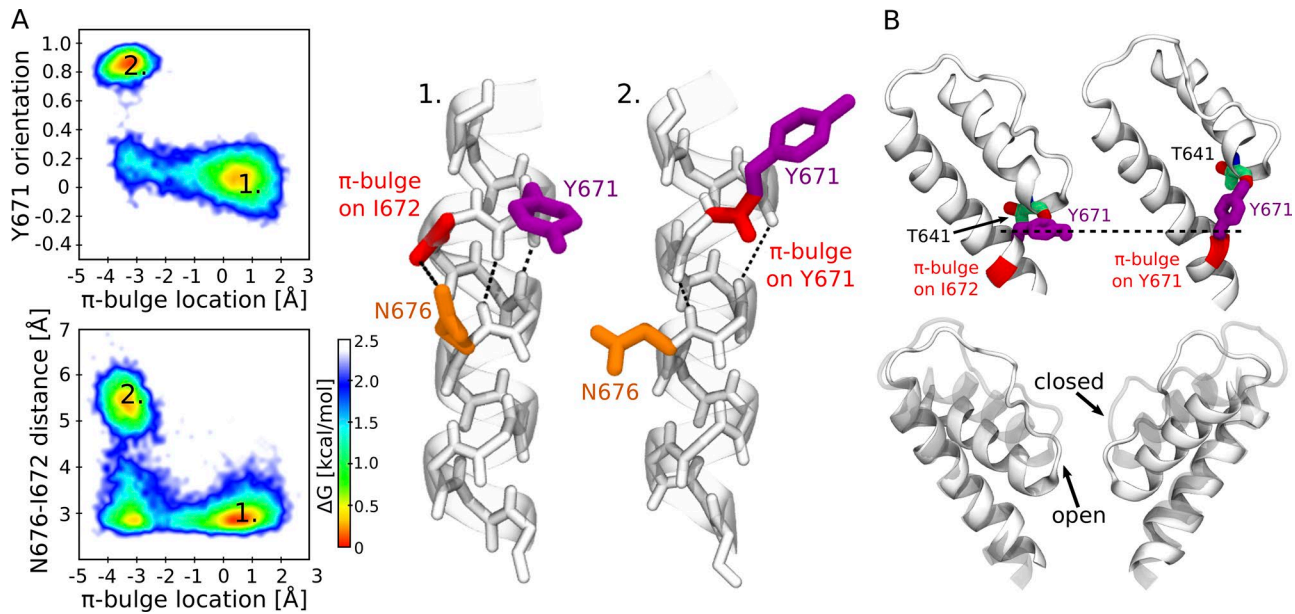 A
Y671 orientation
1.0
0.8
0.6
0.4
0.2
0
-0.2
-0.4
2.
1.
-5 -4 -3 -2 -1 0 1 2 3
π-bulge location [Å]
N676-I672 distance [Å]
7
6
5
4
3
2.
1.
-5 -4 -3 -2 -1 0 1 2 3
π-bulge location [Å]
ΔG [kcal/mol]
2.5
2.0
1.5
1.0
0.5
0
1.
π-bulge
on I672
Y671
N676
2.
Y671
π-bulge
on Y671
N676
B
T641
Y671
π-bulge
on I672
T641
Y671
π-bulge
on Y671
closed
open